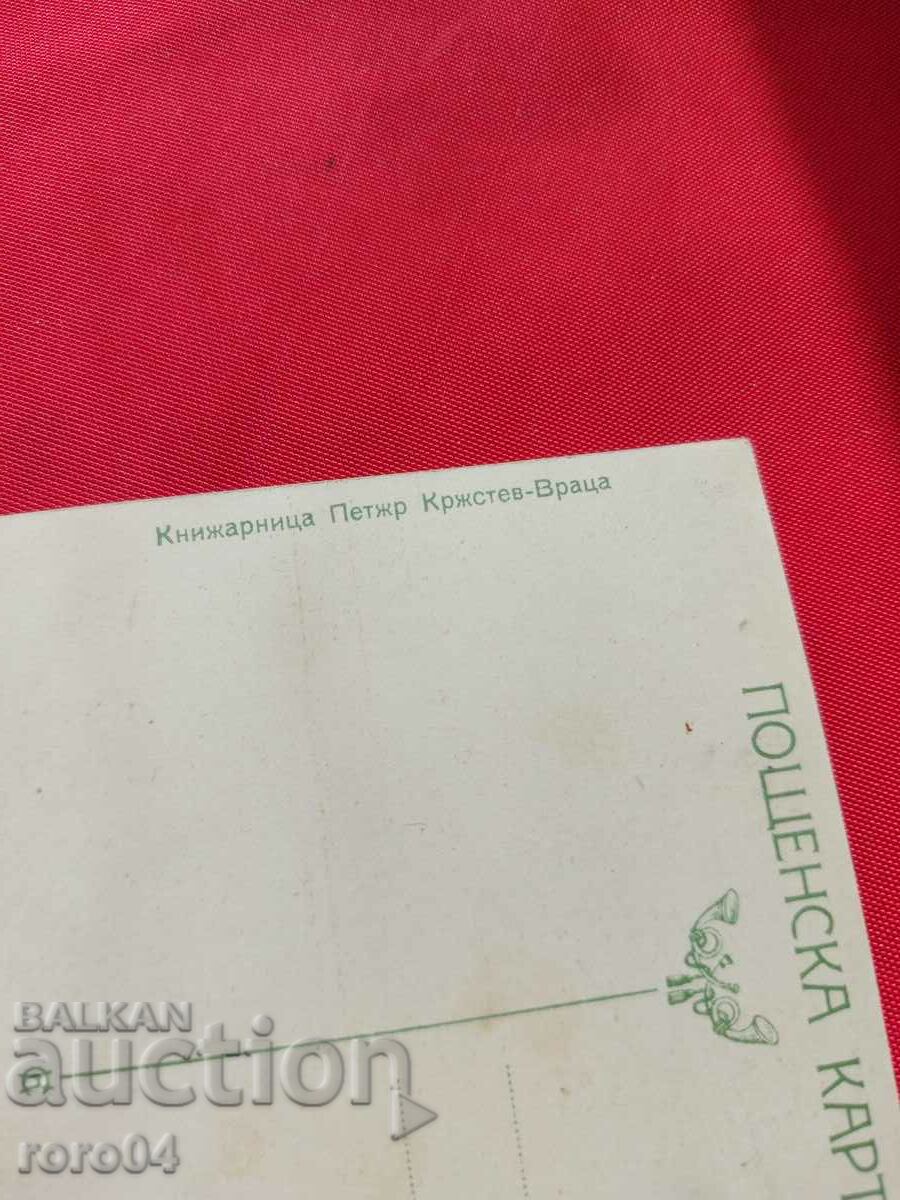 Книжарница Петжр Кржстев-Враца
ПОЩЕНСКА КАРТ
BALKAN
auction
roro04